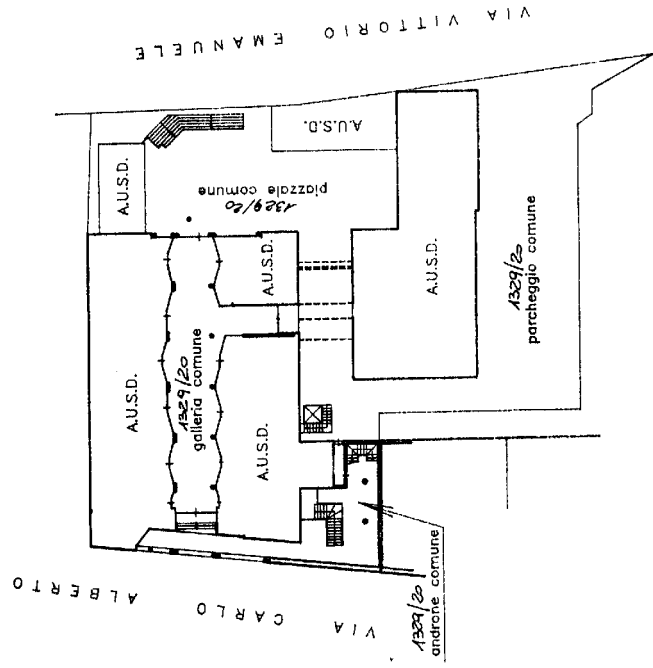 VIA VITTORIO EMANUELE
A.U.S.D.
A.U.S.D.
1329/20
piazzale comune
A.U.S.D.
A.U.S.D.
A.U.S.D.
1329/20
galleria comune
A.U.S.D.
1329/20
parcheggio comune
VIA CARLO ALBERTO
1329/20
androne comune